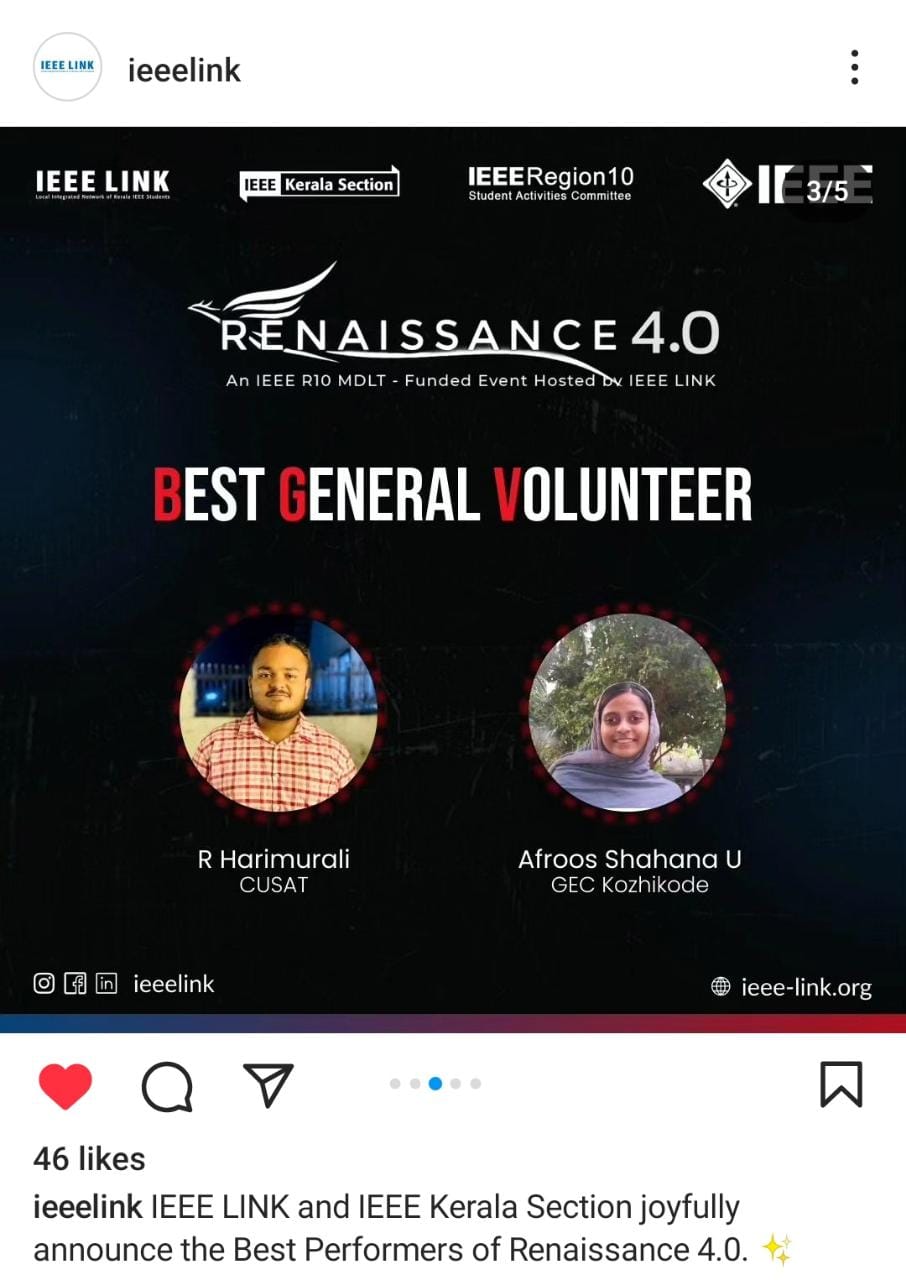 IEEE LINK
ieeelink
IEEE LINK
Local Integrated Network of Kerala IEEE Students
IEEE Kerala Section
IEEE Region10
Student Activities Committee
3/5
RENAISSANCE 4.0
An IEEE R10 MDLT - Funded Event Hosted by IEEE LINK
BEST GENERAL VOLUNTEER
R Harimurali
CUSAT
Afroos Shahana U
GEC Kozhikode
ieeelink
ieee-link.org
46 likes
ieeelink IEEE LINK and IEEE Kerala Section joyfully
announce the Best Performers of Renaissance 4.0. ✨